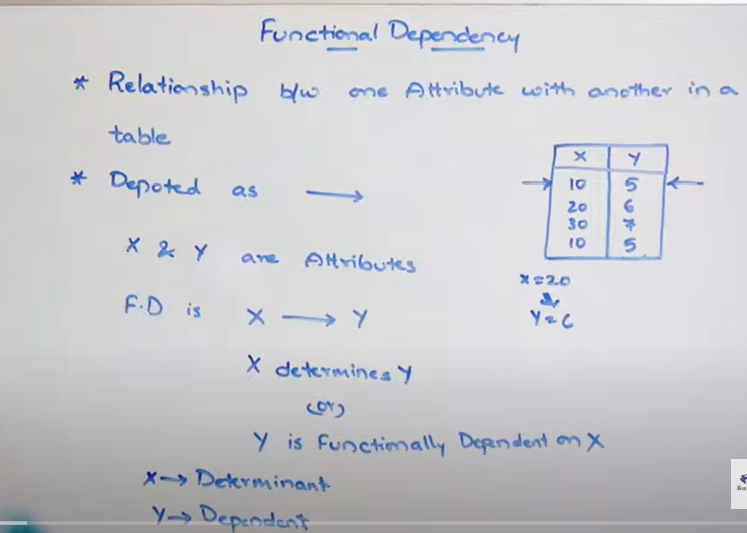 Functional Dependency
* Relationship b/w one Attribute with another in a
table
* Depoted as ⟶
X & Y are Attributes
F.D is X ⟶ Y
X determines Y
(or)
Y is Functionally Dependent on X
X → Determinant
Y → Dependent
X Y
10 5
20 6
30 7
10 5
x=20
⇓
Y=6